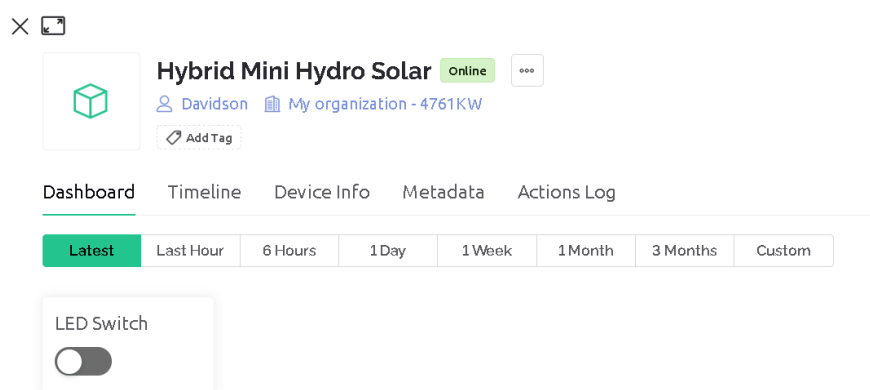 Hybrid Mini Hydro Solar Online
Davidson My organization - 4761KW
Add Tag
Dashboard Timeline Device Info Metadata Actions Log
Latest Last Hour 6 Hours 1 Day 1 Week 1 Month 3 Months Custom
LED Switch